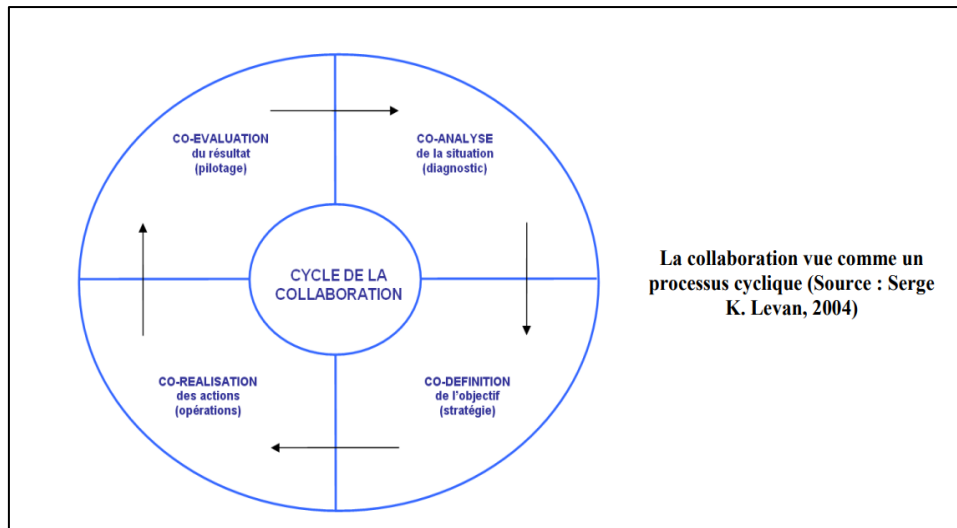 CO-EVALUATION
du résultat
(pilotage)
CO-ANALYSE
de la situation
(diagnostic)
CYCLE DE LA
COLLABORATION
La collaboration vue comme un
processus cyclique (Source : Serge
K. Levan, 2004)
CO-REALISATION
des actions
(opérations)
CO-DEFINITION
de l'objectif
(stratégie)